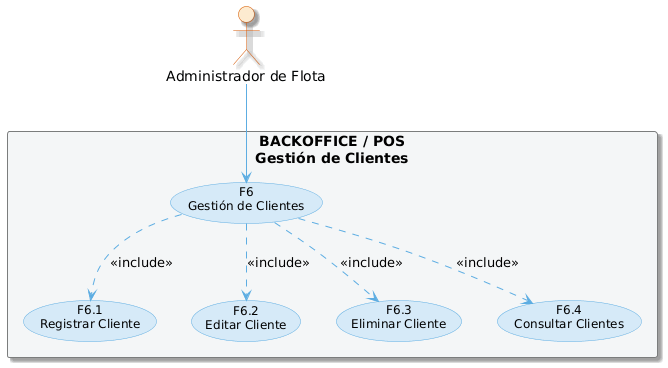 Administrador de Flota
BACKOFFICE / POS
Gestión de Clientes
F6
Gestión de Clientes
«include»
«include»
«include»
«include»
F6.1
Registrar Cliente
F6.2
Editar Cliente
F6.3
Eliminar Cliente
F6.4
Consultar Clientes